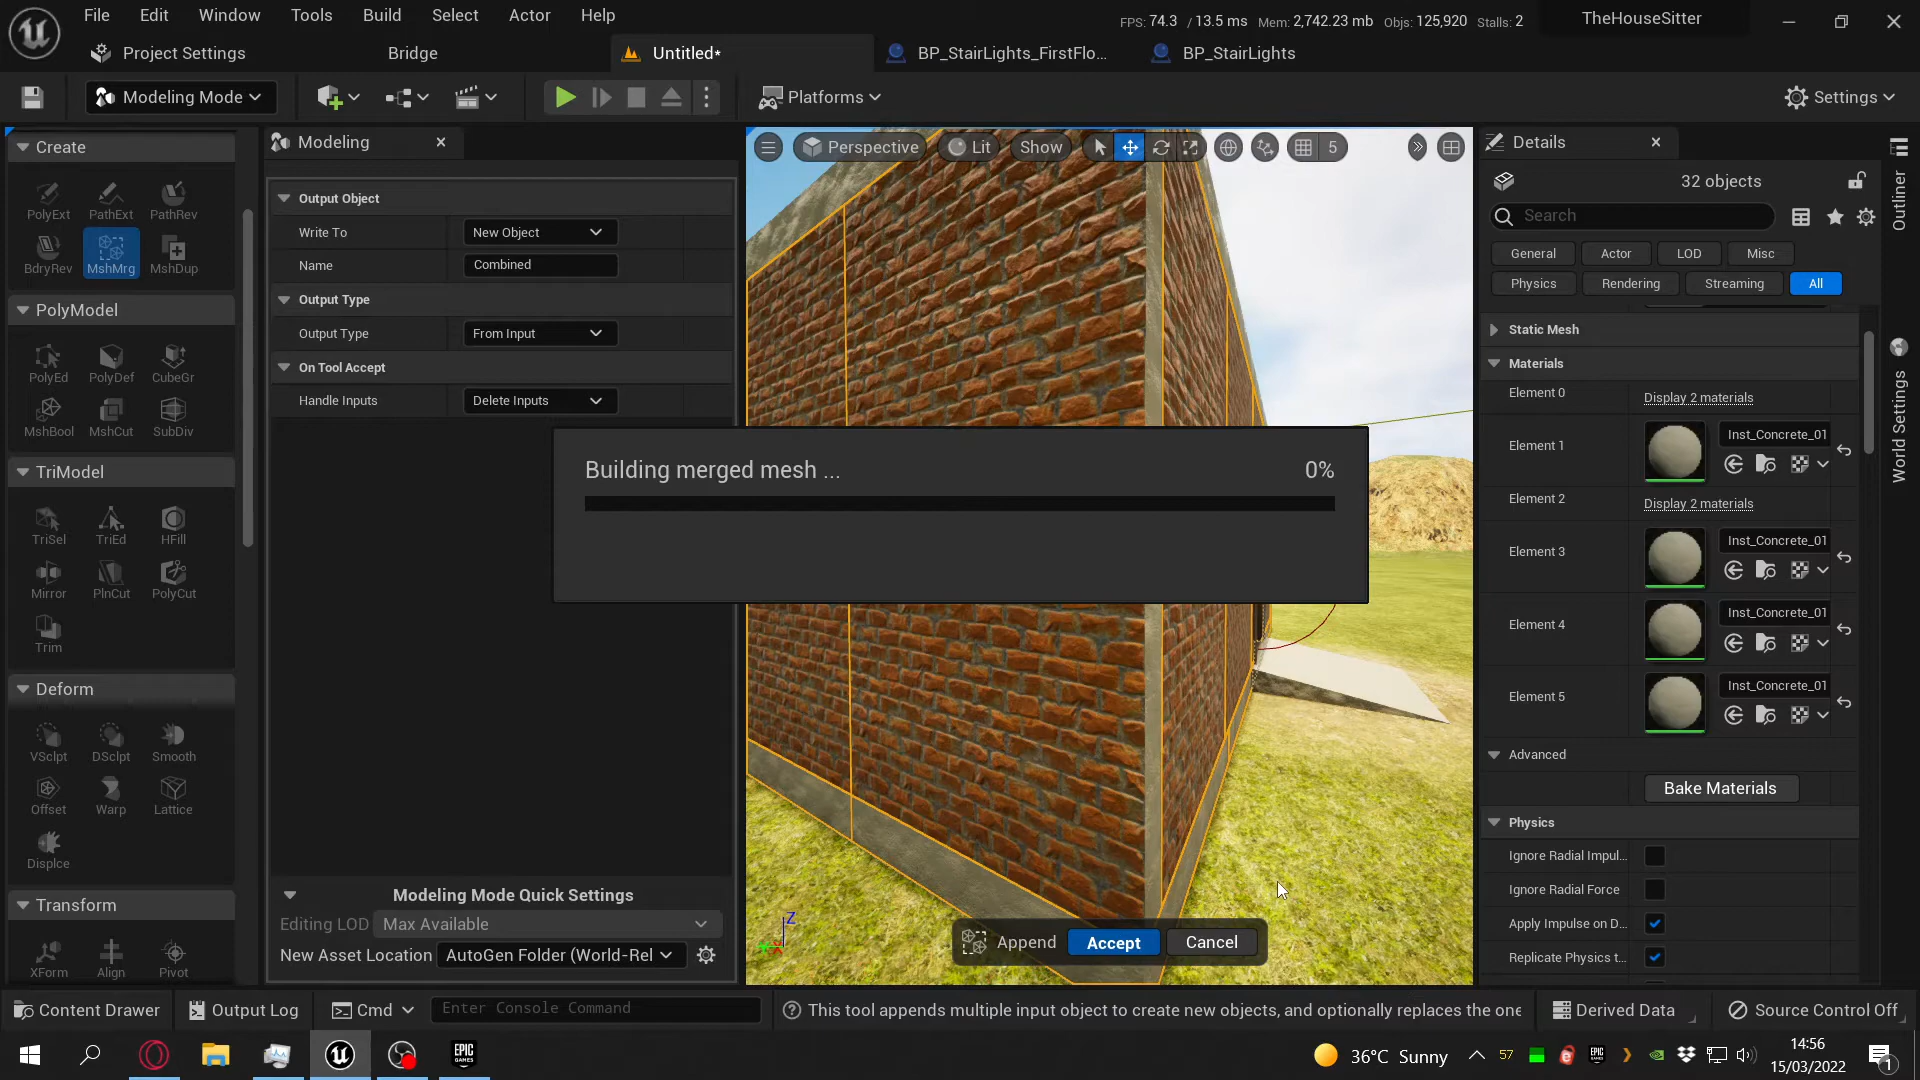 File Edit Window Tools Build Select Actor Help
FPS: 74.3 / 13.5 ms Mem: 2,742.23 mb Objs: 125,920 Stalls: 2
TheHouseSitter
Project Settings
Bridge
Untitled*
BP_StairLights_FirstFlo...
BP_StairLights
Modeling Mode
Platforms
Settings
Create
PolyExt PathExt PathRev
BdryRev MshMrg MshDup
PolyModel
PolyEd PolyDef CubeGr
MshBool MshCut SubDiv
TriModel
TriSel TriEd HFill
Mirror PlnCut PolyCut
Trim
Deform
VSclpt DSclpt Smooth
Offset Warp Lattice
Displce
Transform
XForm Align Pivot
Modeling
Output Object
Write To New Object
Name Combined
Output Type
Output Type From Input
On Tool Accept
Handle Inputs Delete Inputs
Modeling Mode Quick Settings
Editing LOD Max Available
New Asset Location AutoGen Folder (World-Rel
Perspective Lit Show 5
Building merged mesh ... 0%
Z
Append Accept Cancel
Details
32 objects
Search
General Actor LOD Misc
Physics Rendering Streaming All
Static Mesh
Materials
Element 0 Display 2 materials
Element 1 Inst_Concrete_01
Element 2 Display 2 materials
Element 3 Inst_Concrete_01
Element 4 Inst_Concrete_01
Element 5 Inst_Concrete_01
Advanced
Bake Materials
Physics
Ignore Radial Impul...
Ignore Radial Force
Apply Impulse on D...
Replicate Physics t...
Outliner
World Settings
Content Drawer Output Log Cmd Enter Console Command
This tool appends multiple input object to create new objects, and optionally replaces the one
Derived Data Source Control Off
EPIC GAMES
36°C Sunny
57
14:56
15/03/2022
1